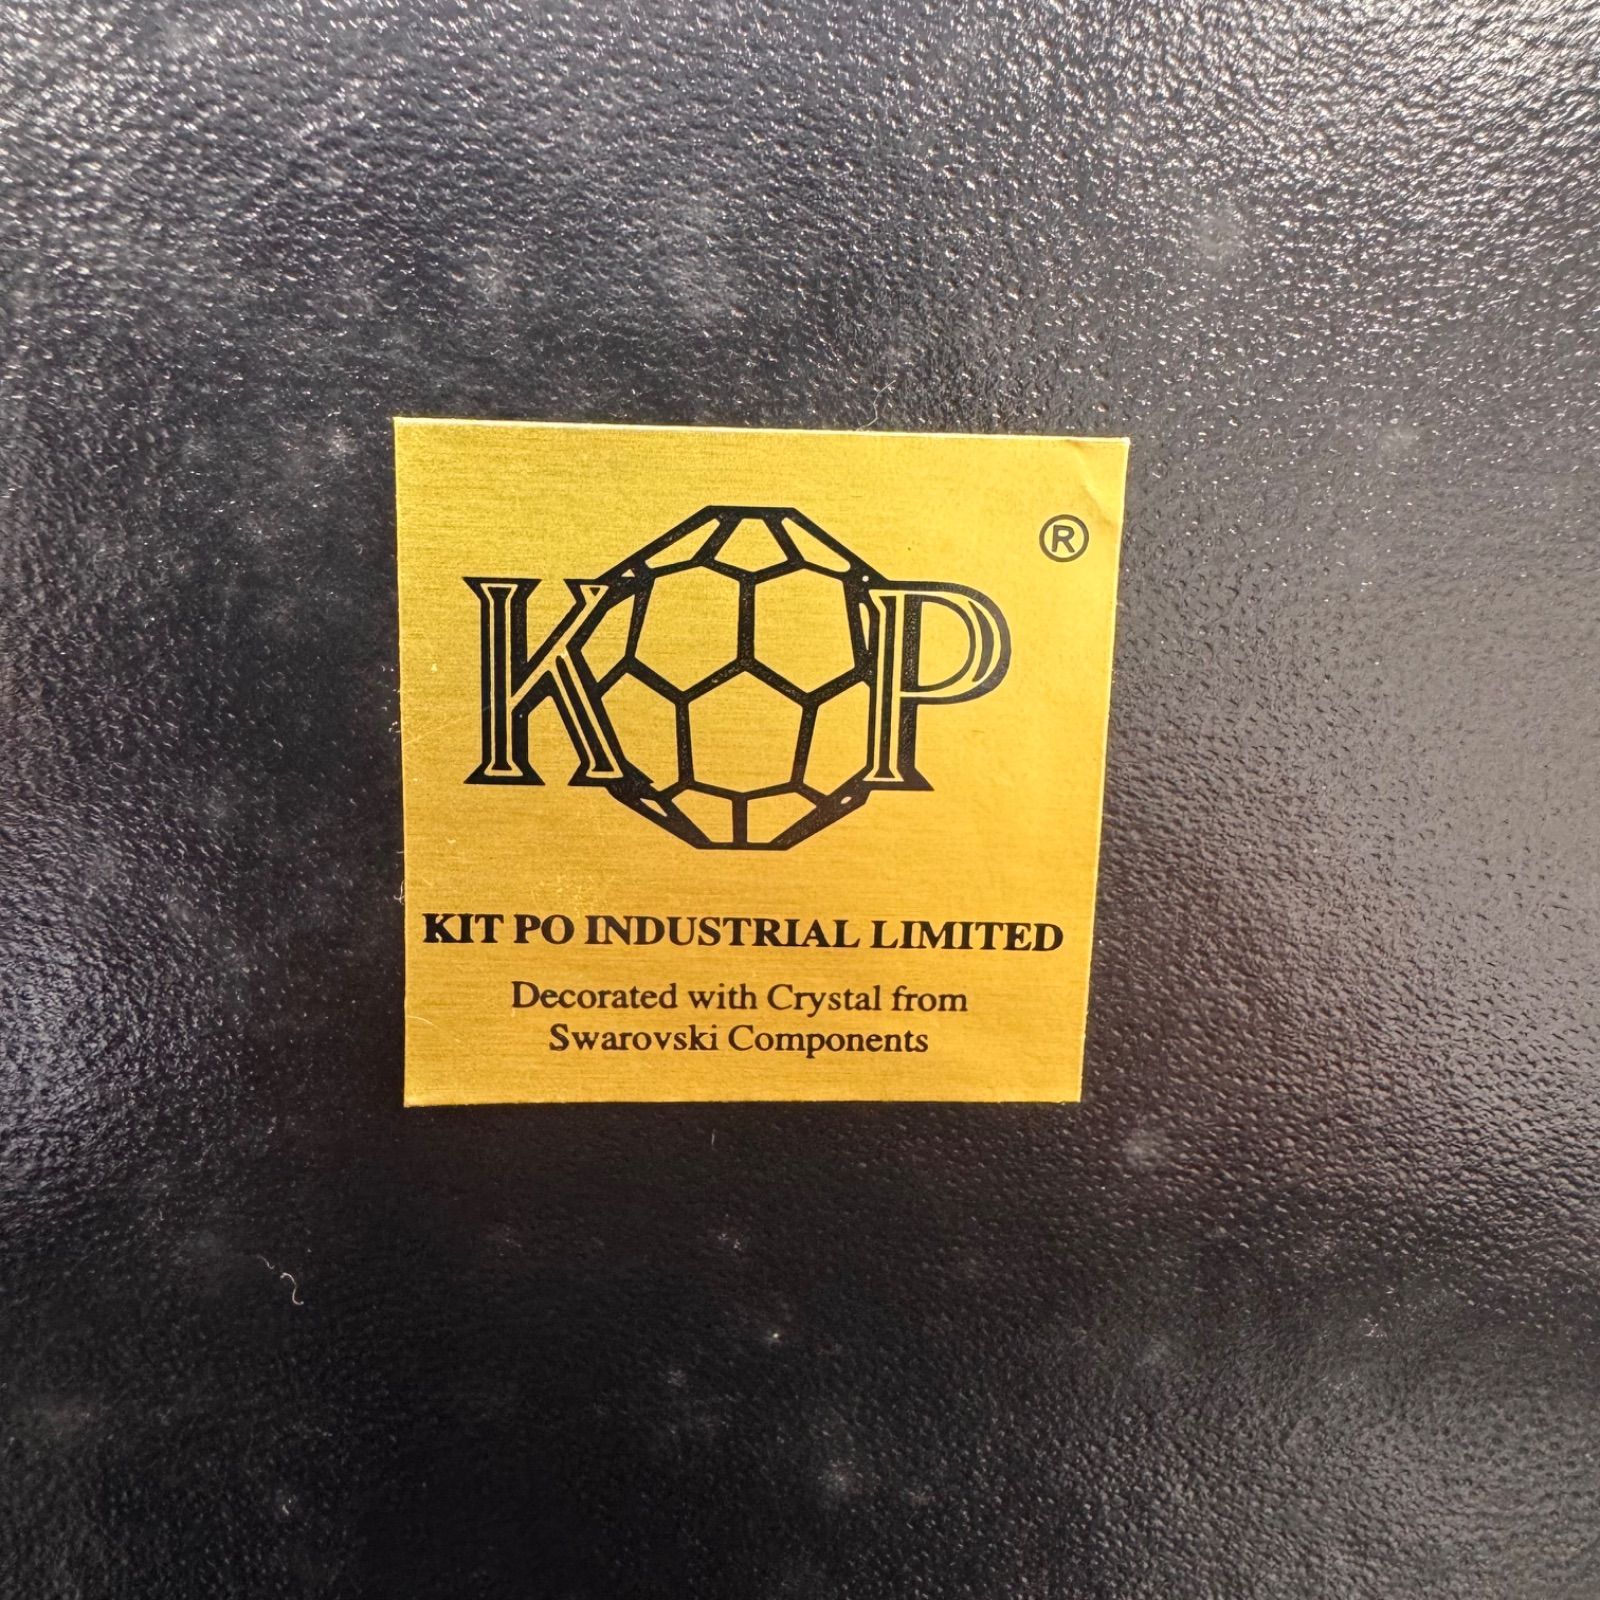 KP ®
KIT PO INDUSTRIAL LIMITED
Decorated with Crystal from
Swarovski Components